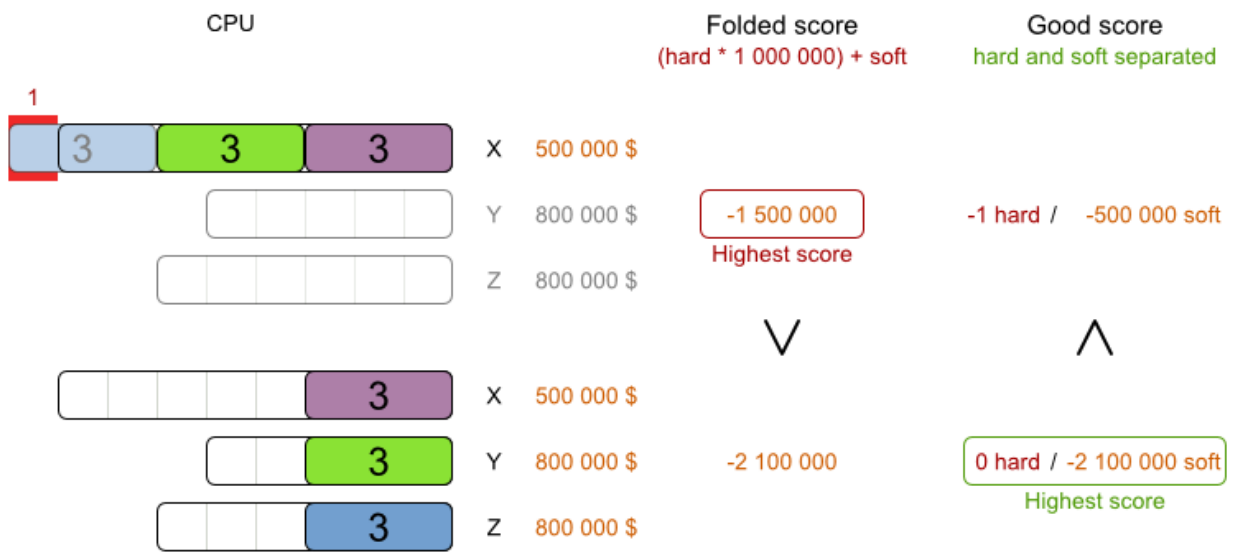 CPU Folded score Good score
(hard * 1 000 000) + soft hard and soft separated
1
3 3 3 X 500 000 $
Y 800 000 $ -1 500 000 -1 hard / -500 000 soft
Highest score
Z 800 000 $
3 X 500 000 $
3 Y 800 000 $ -2 100 000 0 hard / -2 100 000 soft
Highest score
3 Z 800 000 $